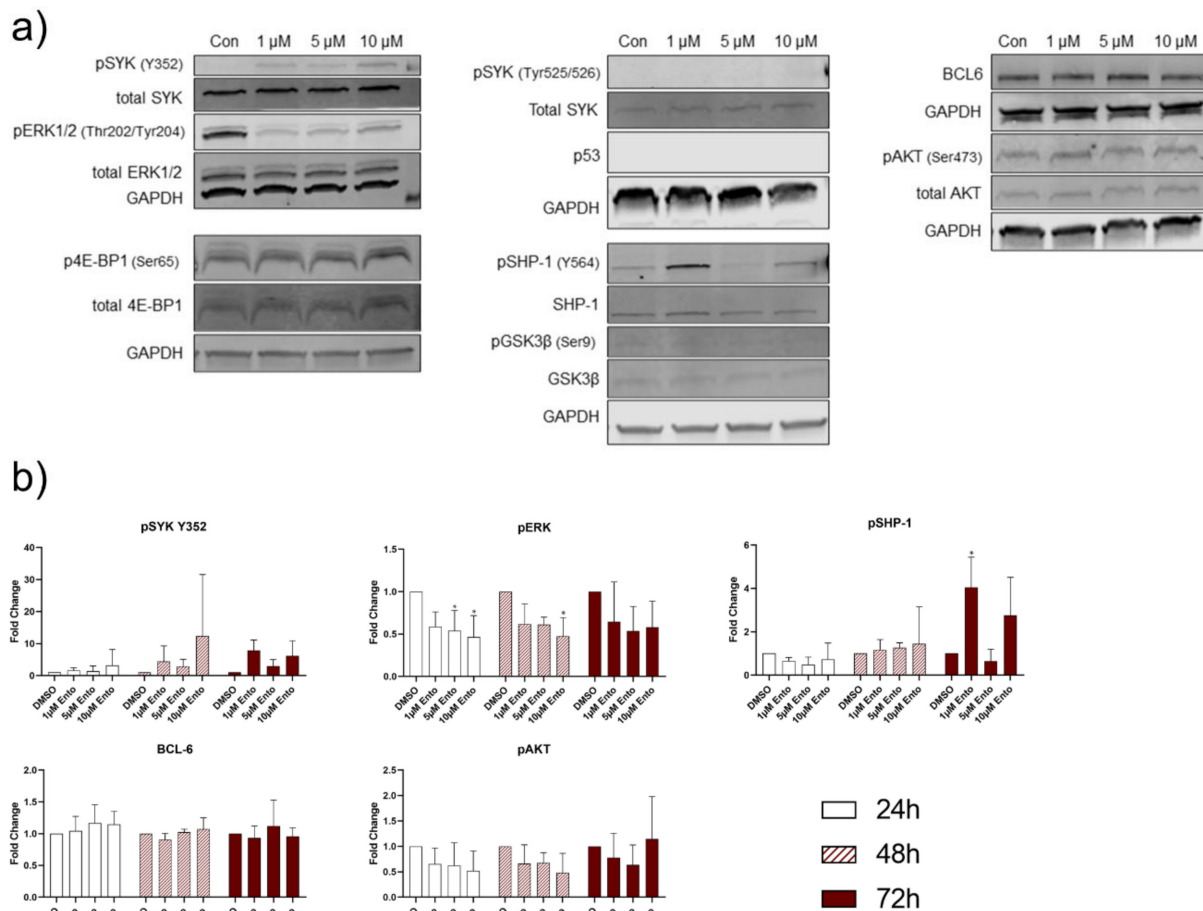 a)
Con 1 µM 5 µM 10 µM
pSYK (Y352)
total SYK
pERK1/2 (Thr202/Tyr204)
total ERK1/2
GAPDH
p4E-BP1 (Ser65)
total 4E-BP1
GAPDH
Con 1 µM 5 µM 10 µM
pSYK (Tyr525/526)
Total SYK
p53
GAPDH
pSHP-1 (Y564)
SHP-1
pGSK3β (Ser9)
GSK3β
GAPDH
Con 1 µM 5 µM 10 µM
BCL6
GAPDH
pAKT (Ser473)
total AKT
GAPDH
b)
pSYK Y352
Fold Change
40
30
20
10
0
DMSO 1µM Ento 5µM Ento 10µM Ento DMSO 1µM Ento 5µM Ento 10µM Ento DMSO 1µM Ento 5µM Ento 10µM Ento
pERK
Fold Change
1.5
1.0
0.5
0.0
* * *
DMSO 1µM Ento 5µM Ento 10µM Ento DMSO 1µM Ento 5µM Ento 10µM Ento DMSO 1µM Ento 5µM Ento 10µM Ento
pSHP-1
Fold Change
6
4
2
0
*
DMSO 1µM Ento 5µM Ento 10µM Ento DMSO 1µM Ento 5µM Ento 10µM Ento DMSO 1µM Ento 5µM Ento 10µM Ento
BCL-6
Fold Change
2.0
1.5
1.0
0.5
0.0
pAKT
Fold Change
2.0
1.5
1.0
0.5
0.0
24h
48h
72h